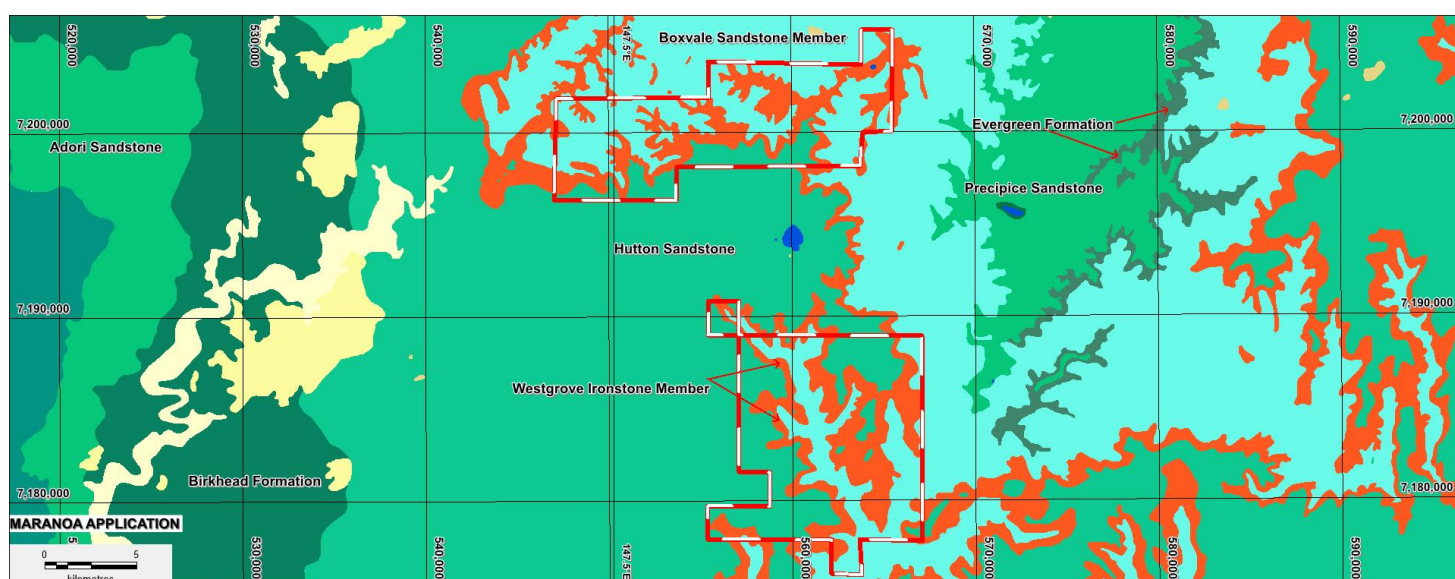 520,000
530,000
540,000
147.5°E
Boxvale Sandstone Member
570,000
580,000
590,000
7,200,000
Evergreen Formation
7,200,000
Adori Sandstone
Precipice Sandstone
Hutton Sandstone
7,190,000
7,190,000
Westgrove Ironstone Member
Birkhead Formation
7,180,000
7,180,000
MARANOA APPLICATION
530,000
540,000
147.5°E
560,000
570,000
580,000
590,000
0 5
kilometres